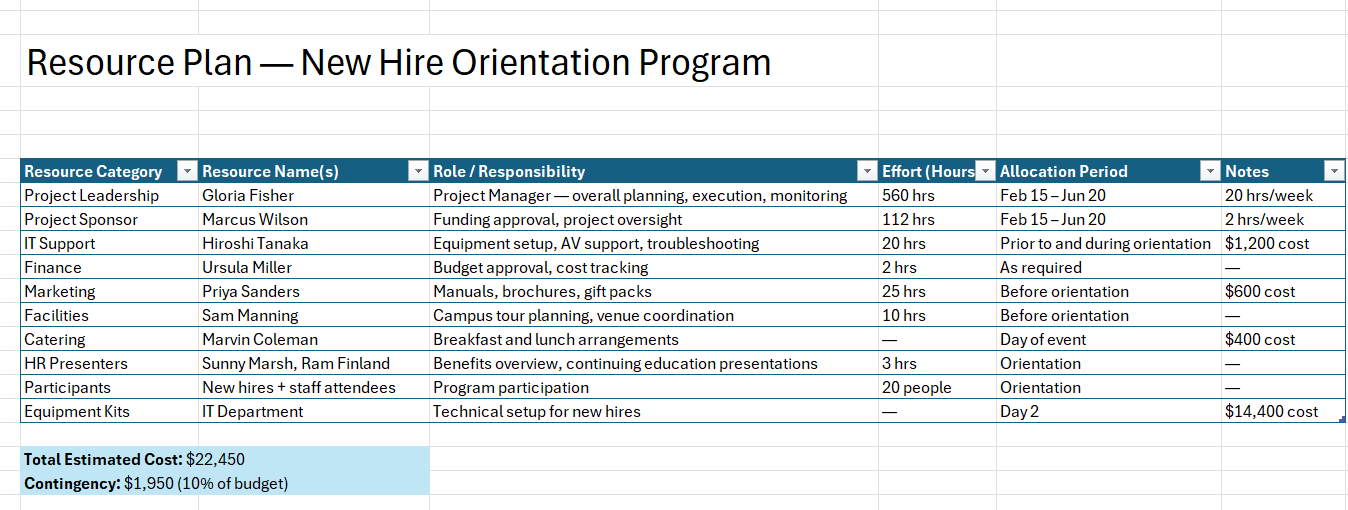 Resource Plan — New Hire Orientation Program
Resource Category Resource Name(s) Role / Responsibility Effort (Hours Allocation Period Notes
Project Leadership Gloria Fisher Project Manager — overall planning, execution, monitoring 560 hrs Feb 15 – Jun 20 20 hrs/week
Project Sponsor Marcus Wilson Funding approval, project oversight 112 hrs Feb 15 – Jun 20 2 hrs/week
IT Support Hiroshi Tanaka Equipment setup, AV support, troubleshooting 20 hrs Prior to and during orientation $1,200 cost
Finance Ursula Miller Budget approval, cost tracking 2 hrs As required —
Marketing Priya Sanders Manuals, brochures, gift packs 25 hrs Before orientation $600 cost
Facilities Sam Manning Campus tour planning, venue coordination 10 hrs Before orientation —
Catering Marvin Coleman Breakfast and lunch arrangements — Day of event $400 cost
HR Presenters Sunny Marsh, Ram Finland Benefits overview, continuing education presentations 3 hrs Orientation —
Participants New hires + staff attendees Program participation 20 people Orientation —
Equipment Kits IT Department Technical setup for new hires — Day 2 $14,400 cost
Total Estimated Cost: $22,450
Contingency: $1,950 (10% of budget)